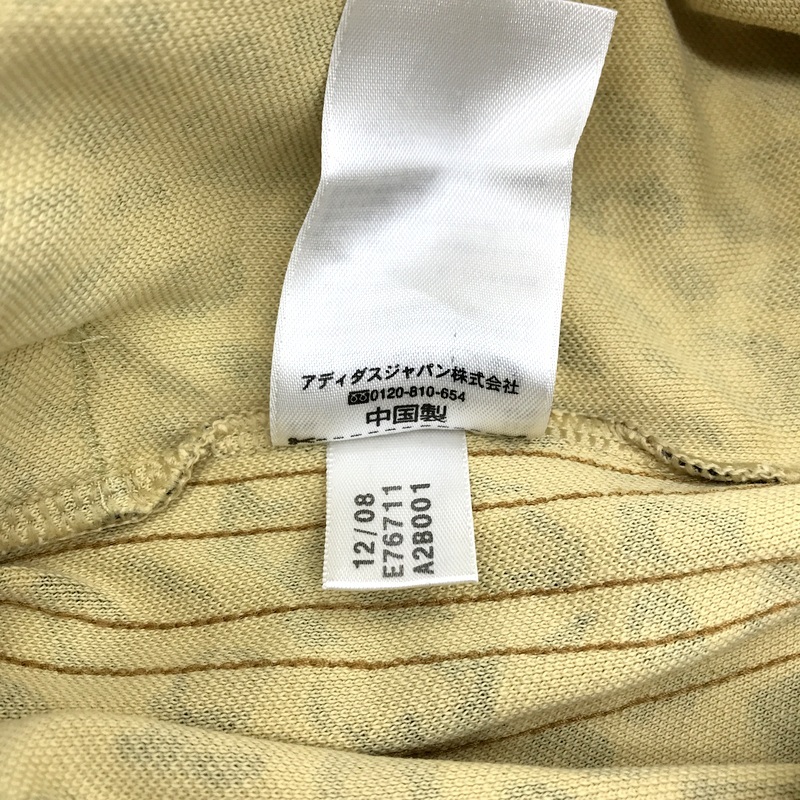 アディダスジャパン株式会社
0120-810-654
中国製
12/08
E76711
A2B001